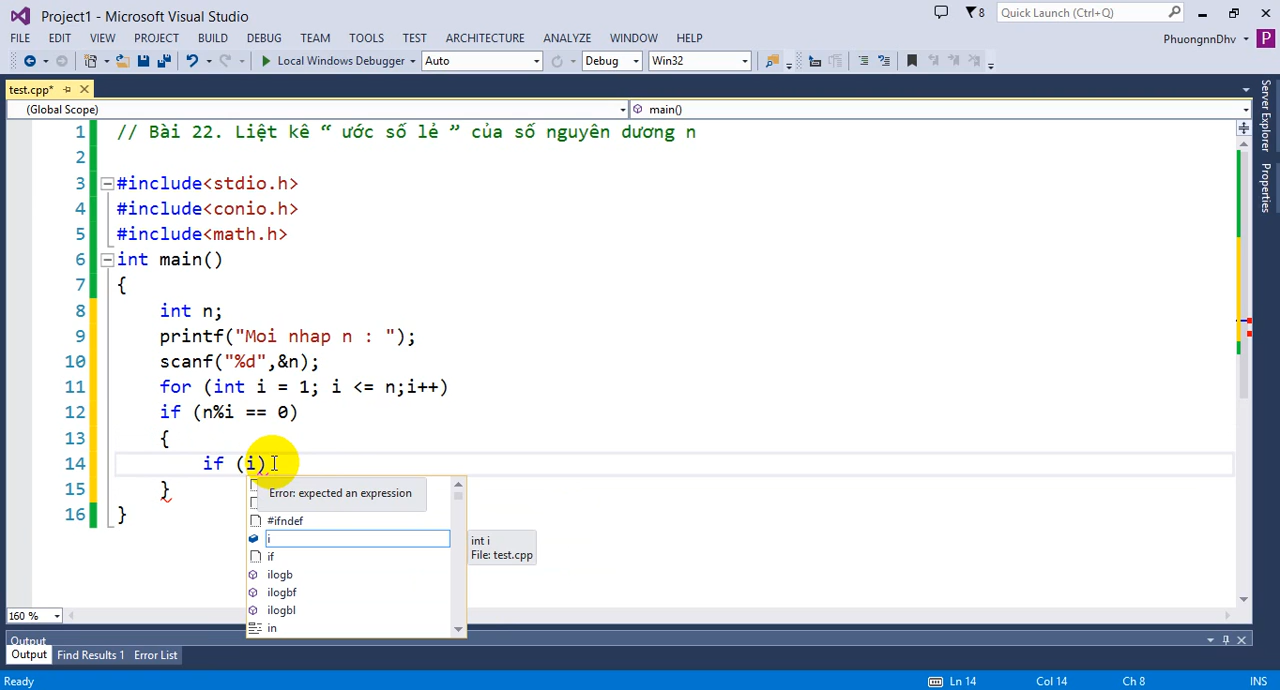 Project1 - Microsoft Visual Studio
8
Quick Launch (Ctrl+Q)
FILE EDIT VIEW PROJECT BUILD DEBUG TEAM TOOLS TEST ARCHITECTURE ANALYZE WINDOW HELP
PhuongnnDhv
P
Local Windows Debugger
Auto
Debug
Win32
test.cpp*
(Global Scope)
main()
Server Explorer
Properties
1 // Bài 22. Liệt kê “ ước số lẻ ” của số nguyên dương n
2
3 #include<stdio.h>
4 #include<conio.h>
5 #include<math.h>
6 int main()
7 {
8 int n;
9 printf("Moi nhap n : ");
10 scanf("%d",&n);
11 for (int i = 1; i <= n;i++)
12 if (n%i == 0)
13 {
14 if (i)
15 }
16 }
Error: expected an expression
#ifndef
i
if
ilogb
ilogbf
ilogbl
in
int i
File: test.cpp
160 %
Output
Output Find Results 1 Error List
Ready
Ln 14 Col 14 Ch 8 INS